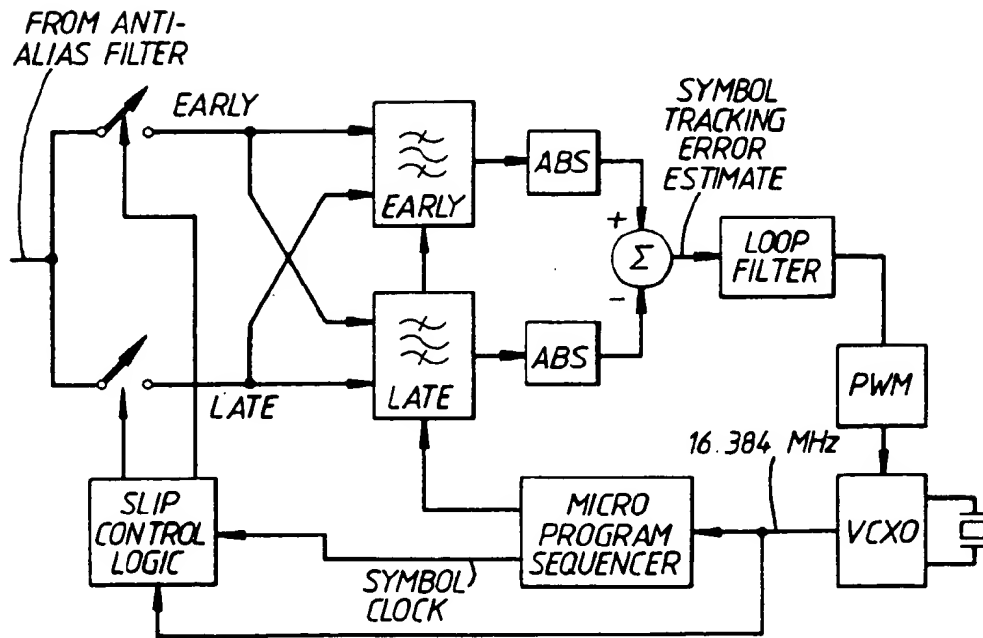 FROM ANTI-
ALIAS FILTER
EARLY
EARLY
ABS
SYMBOL
TRACKING
ERROR
ESTIMATE
+
Σ
-
LOOP
FILTER
LATE
LATE
ABS
PWM
16.384 MHz
SLIP
CONTROL
LOGIC
SYMBOL
CLOCK
MICRO
PROGRAM
SEQUENCER
VCXO